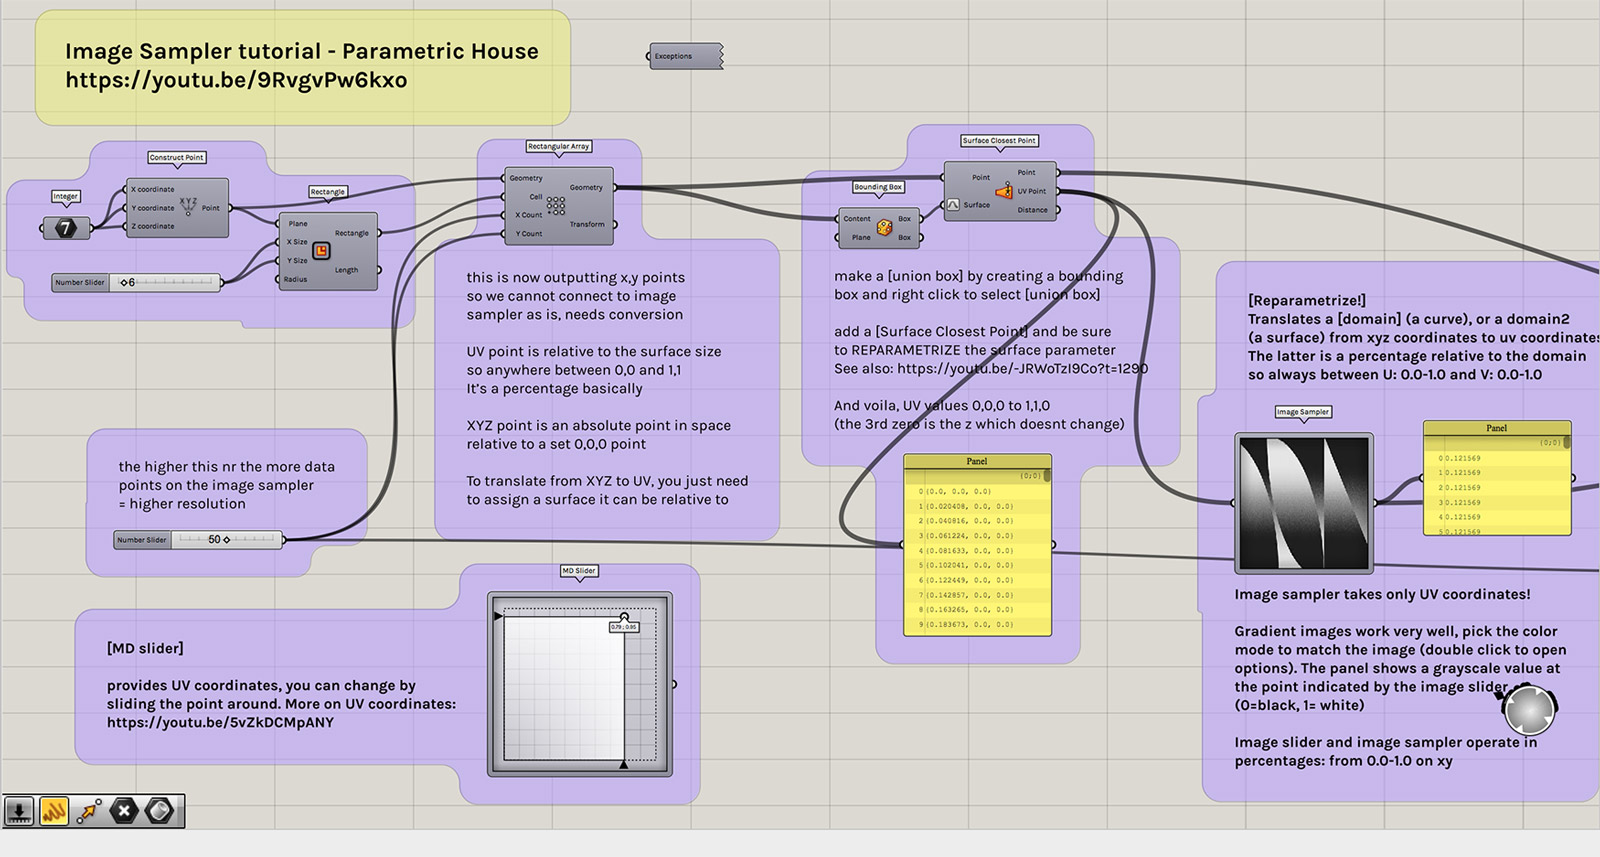 Image Sampler tutorial - Parametric House
https://youtu.be/9RvgvPw6kxo
Exceptions
Construct Point
Integer
7
X coordinate
Y coordinate
Z coordinate
XYZ
Point
Rectangle
Plane
X Size
Y Size
Radius
Rectangle
Length
Number Slider
6
Rectangular Array
Geometry
Cell
X Count
Y Count
Geometry
Transform
this is now outputting x,y points
so we cannot connect to image
sampler as is, needs conversion
UV point is relative to the surface size
so anywhere between 0,0 and 1,1
It's a percentage basically
XYZ point is an absolute point in space
relative to a set 0,0,0 point
To translate from XYZ to UV, you just need
to assign a surface it can be relative to
the higher this nr the more data
points on the image sampler
= higher resolution
Number Slider
50
MD Slider
0.79 ; 0.95
[MD slider]
provides UV coordinates, you can change by
sliding the point around. More on UV coordinates:
https://youtu.be/5vZkDCMpANY
Surface Closest Point
Point
Surface
Point
UV Point
Distance
Bounding Box
Content
Plane
Box
Box
make a [union box] by creating a bounding
box and right click to select [union box]
add a [Surface Closest Point] and be sure
to REPARAMETRIZE the surface parameter
See also: https://youtu.be/-JRWoTzI9Co?t=1290
And voila, UV values 0,0,0 to 1,1,0
(the 3rd zero is the z which doesnt change)
Panel
{0;0}
0 {0.0, 0.0, 0.0}
1 {0.020408, 0.0, 0.0}
2 {0.040816, 0.0, 0.0}
3 {0.061224, 0.0, 0.0}
4 {0.081633, 0.0, 0.0}
5 {0.102041, 0.0, 0.0}
6 {0.122449, 0.0, 0.0}
7 {0.142857, 0.0, 0.0}
8 {0.163265, 0.0, 0.0}
9 {0.183673, 0.0, 0.0}
[Reparametrize!]
Translates a [domain] (a curve), or a domain2
(a surface) from xyz coordinates to uv coordinates
The latter is a percentage relative to the domain
so always between U: 0.0-1.0 and V: 0.0-1.0
Image Sampler
Panel
{0;0}
0 0.121569
1 0.121569
2 0.121569
3 0.121569
4 0.121569
5 0.121569
Image sampler takes only UV coordinates!
Gradient images work very well, pick the color
mode to match the image (double click to open
options). The panel shows a grayscale value at
the point indicated by the image slider
(0=black, 1= white)
Image slider and image sampler operate in
percentages: from 0.0-1.0 on xy